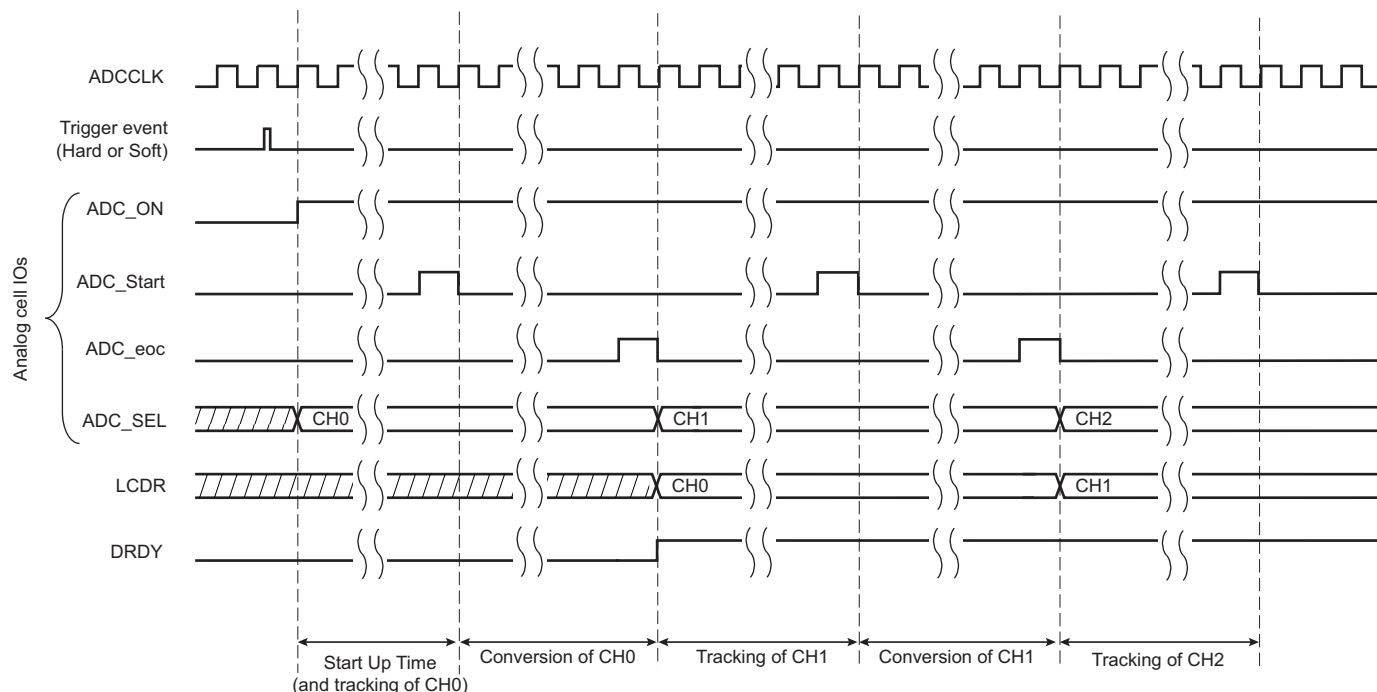 ADCCLK
Trigger event
(Hard or Soft)
Analog cell IOs
ADC_ON
ADC_Start
ADC_eoc
ADC_SEL
CH0
CH1
CH2
LCDR
CH0
CH1
DRDY
Start Up Time
(and tracking of CH0)
Conversion of CH0
Tracking of CH1
Conversion of CH1
Tracking of CH2